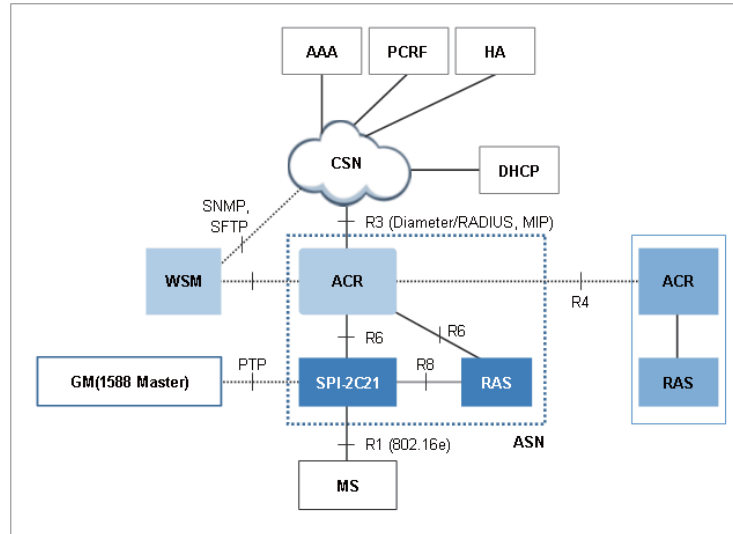 AAA
PCRF
HA
CSN
DHCP
SNMP,
SFTP
R3 (Diameter/RADIUS, MIP)
WSM
ACR
R4
ACR
R6
R6
GM(1588 Master)
PTP
SPI-2C21
R8
RAS
RAS
R1 (802.16e)
ASN
MS